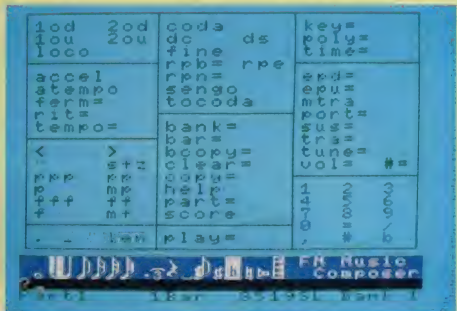 1od 2od
1ou 2ou
loco
accel
atempo
ferm=
rit=
tempo=
< >
stz
ppp pp
p mp
fff ff
f mf
. - ten
coda
dc ds
fine
rpb= rpe
rpn=
sengo
tocoda
bank=
bar=
bcopy=
clear=
copy=
help
part=
score
play=
key=
poly=
time=
epd=
epu=
mtra
port=
sus=
tra=
tune=
vol= #=
1 2 3
4 5 6
7 8 9
0 = /
, # b
FM Music
Composer
Part1 1Bar 8519SL Bank 1